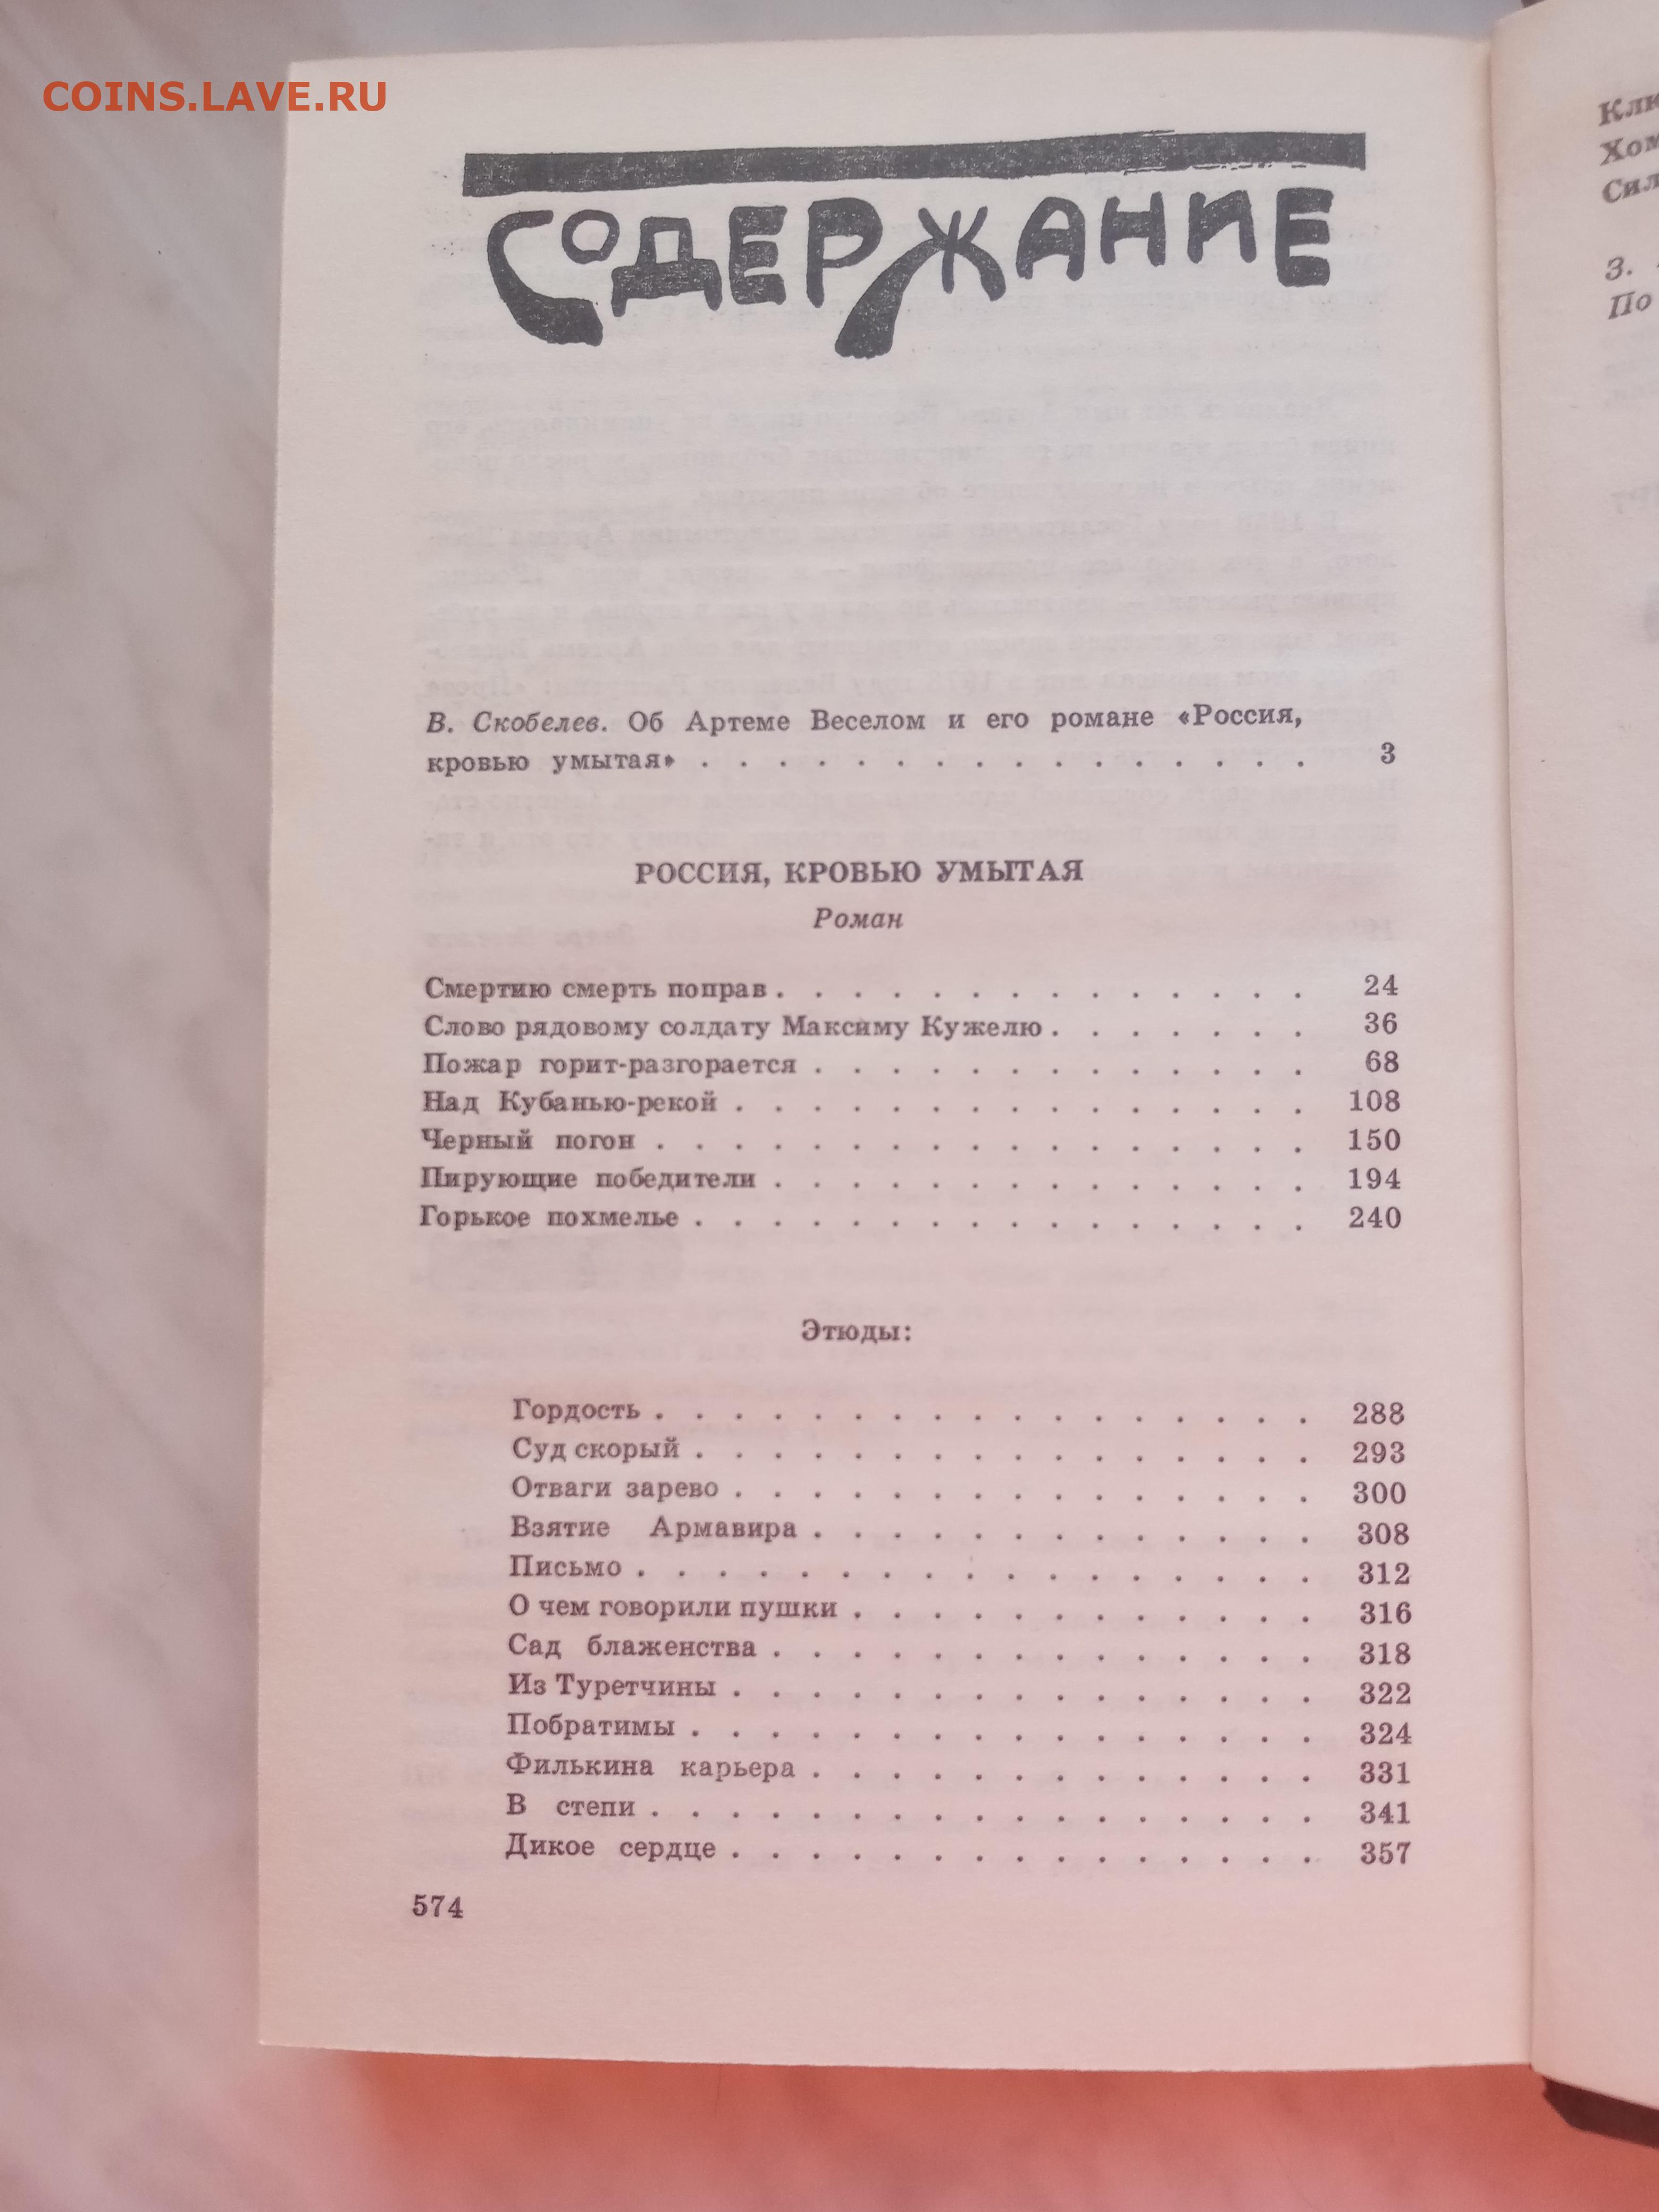 COINS.LAVE.RU
СОДЕРЖАНИЕ
В. Скобелев. Об Артеме Веселом и его романе «Россия,
кровью умытая» . . . . . . . . . . . . . . . . 3
РОССИЯ, КРОВЬЮ УМЫТАЯ
Роман
Смертию смерть поправ . . . . . . . . . . . . . . 24
Слово рядовому солдату Максиму Кужелю . . . . . . . 36
Пожар горит-разгорается . . . . . . . . . . . . . 68
Над Кубанью-рекой . . . . . . . . . . . . . . . 108
Черный погон . . . . . . . . . . . . . . . . . 150
Пирующие победители . . . . . . . . . . . . . . 194
Горькое похмелье . . . . . . . . . . . . . . . . 240
Этюды:
Гордость . . . . . . . . . . . . . . . . . 288
Суд скорый . . . . . . . . . . . . . . . . 293
Отваги зарево . . . . . . . . . . . . . . . 300
Взятие Армавира . . . . . . . . . . . . . 308
Письмо . . . . . . . . . . . . . . . . . 312
О чем говорили пушки . . . . . . . . . . . . 316
Сад блаженства . . . . . . . . . . . . . . 318
Из Туретчины . . . . . . . . . . . . . . . 322
Побратимы . . . . . . . . . . . . . . . . 324
Филькина карьера . . . . . . . . . . . . . 331
В степи . . . . . . . . . . . . . . . . . 341
Дикое сердце . . . . . . . . . . . . . . . 357
574
З.
По